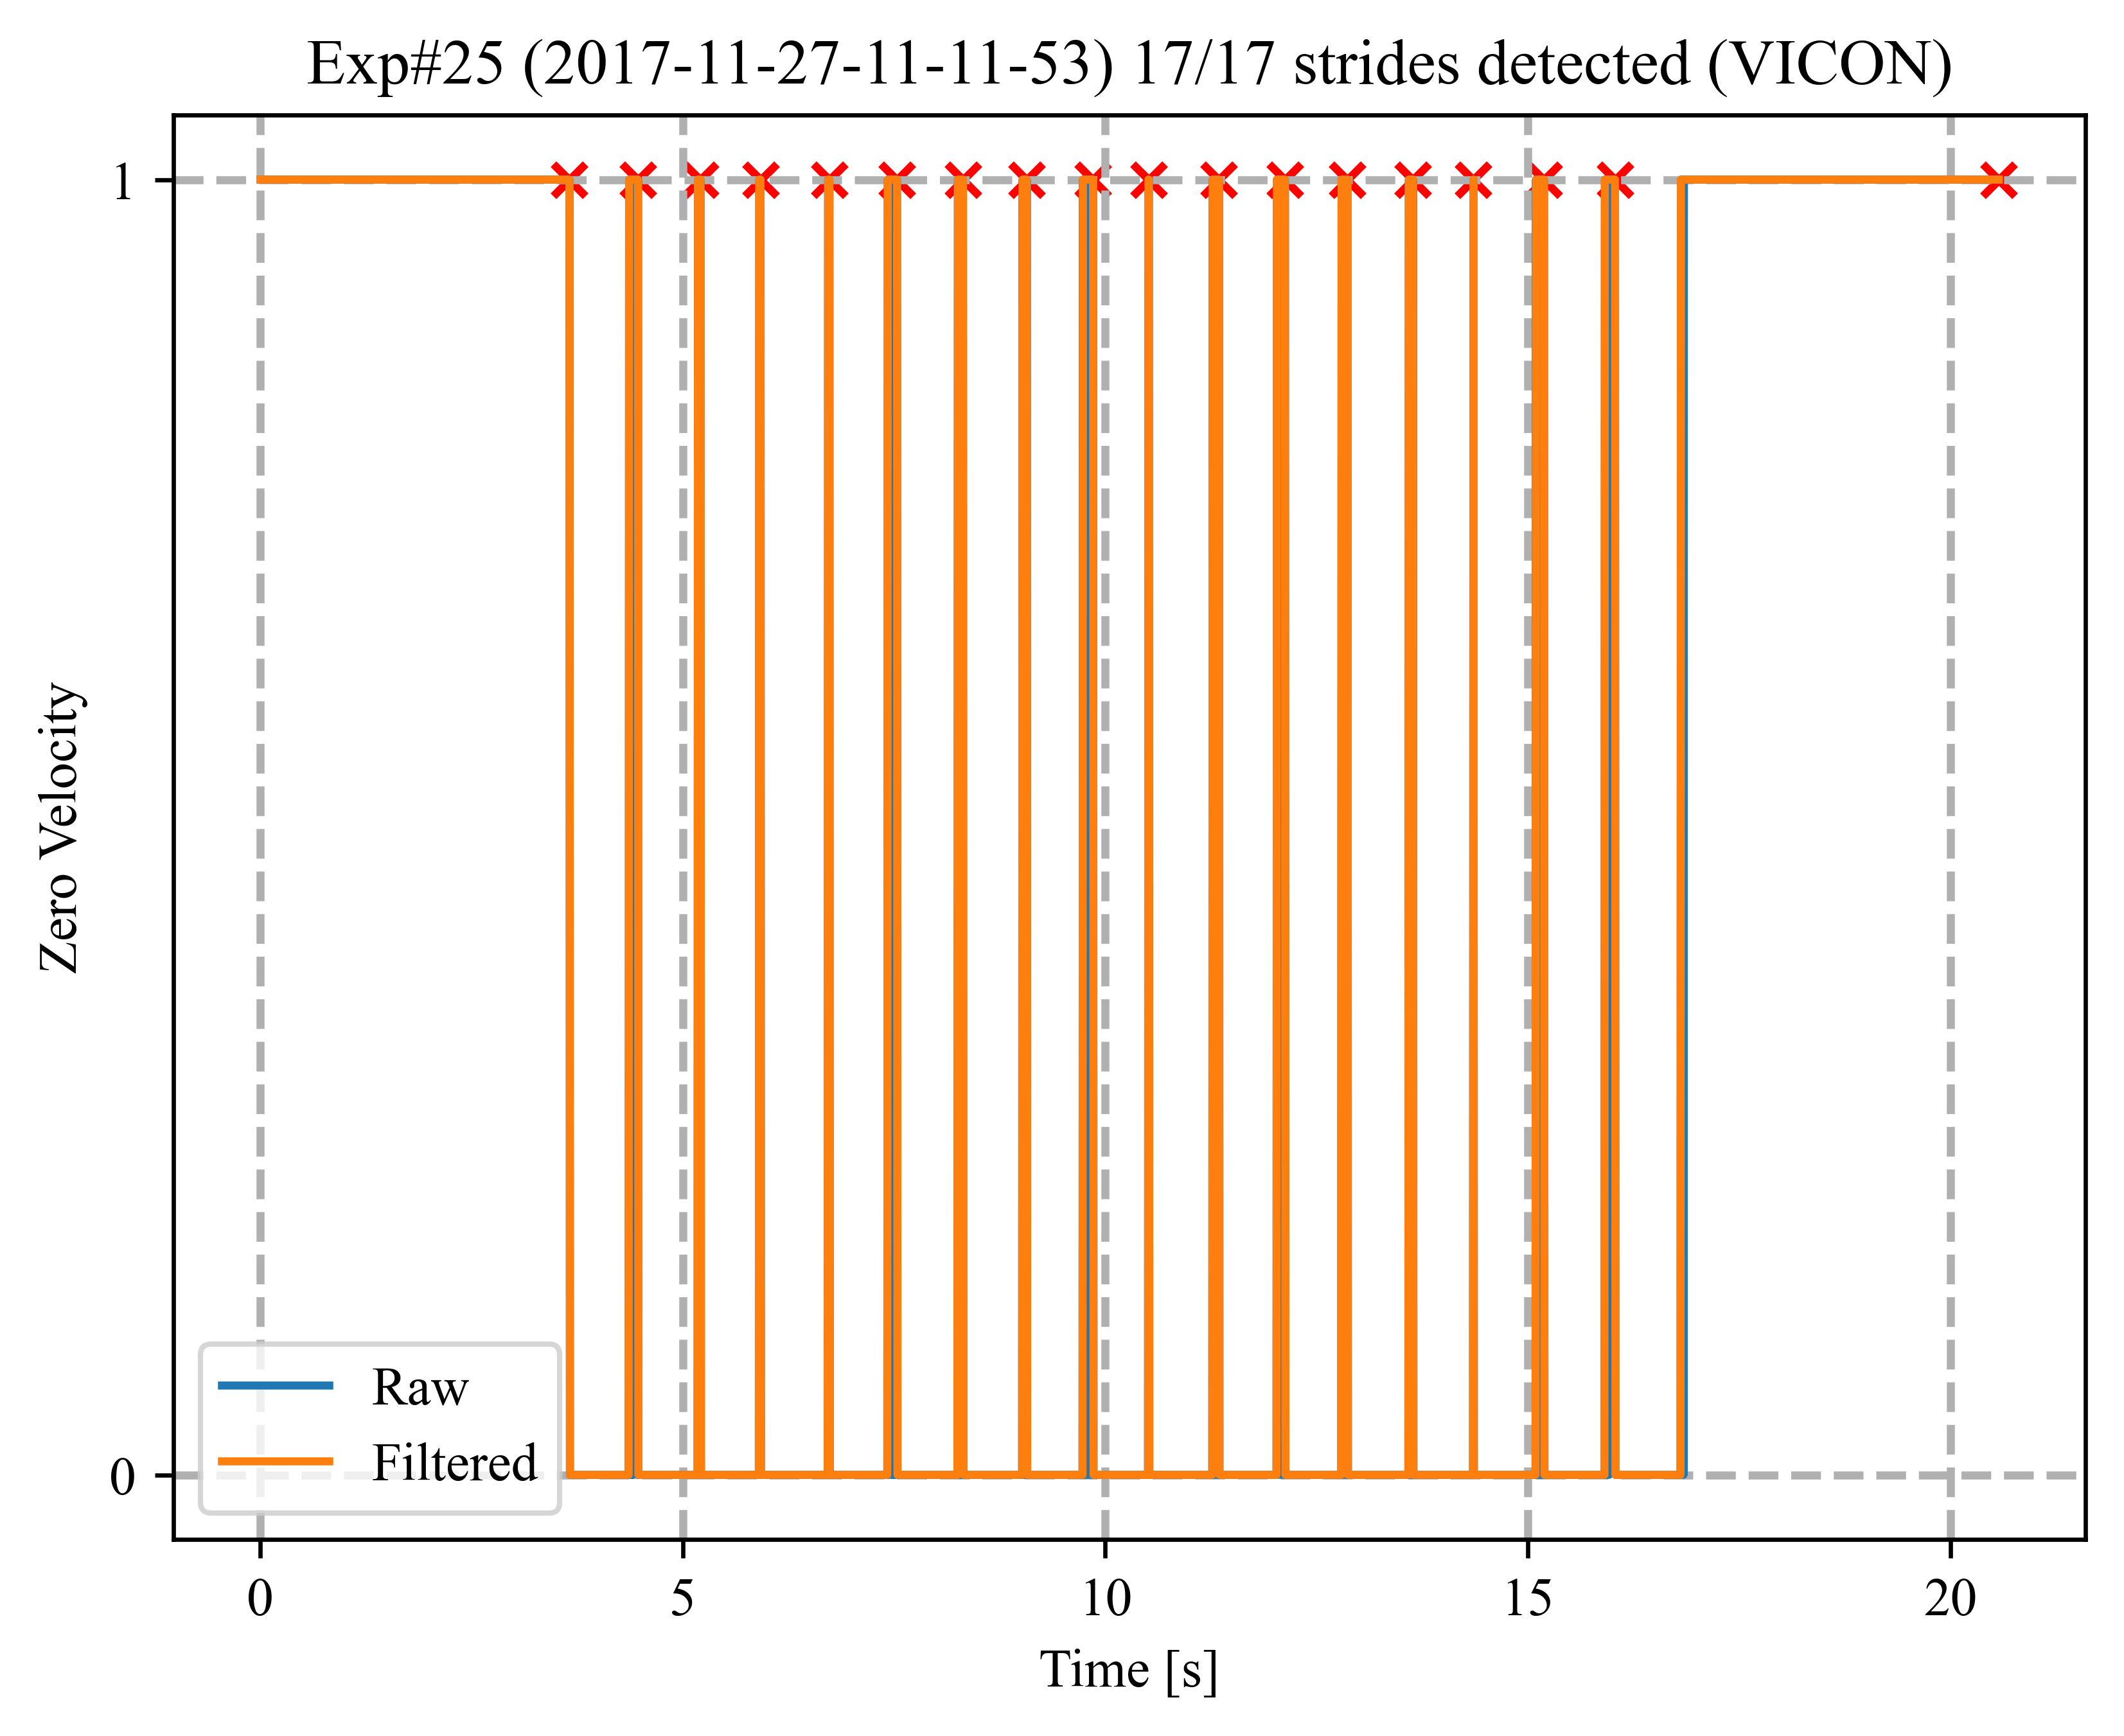 Exp#25 (2017-11-27-11-11-53) 17/17 strides detected (VICON)
1
Zero Velocity
Raw
Filtered
0
0 5 10 15 20
Time [s]